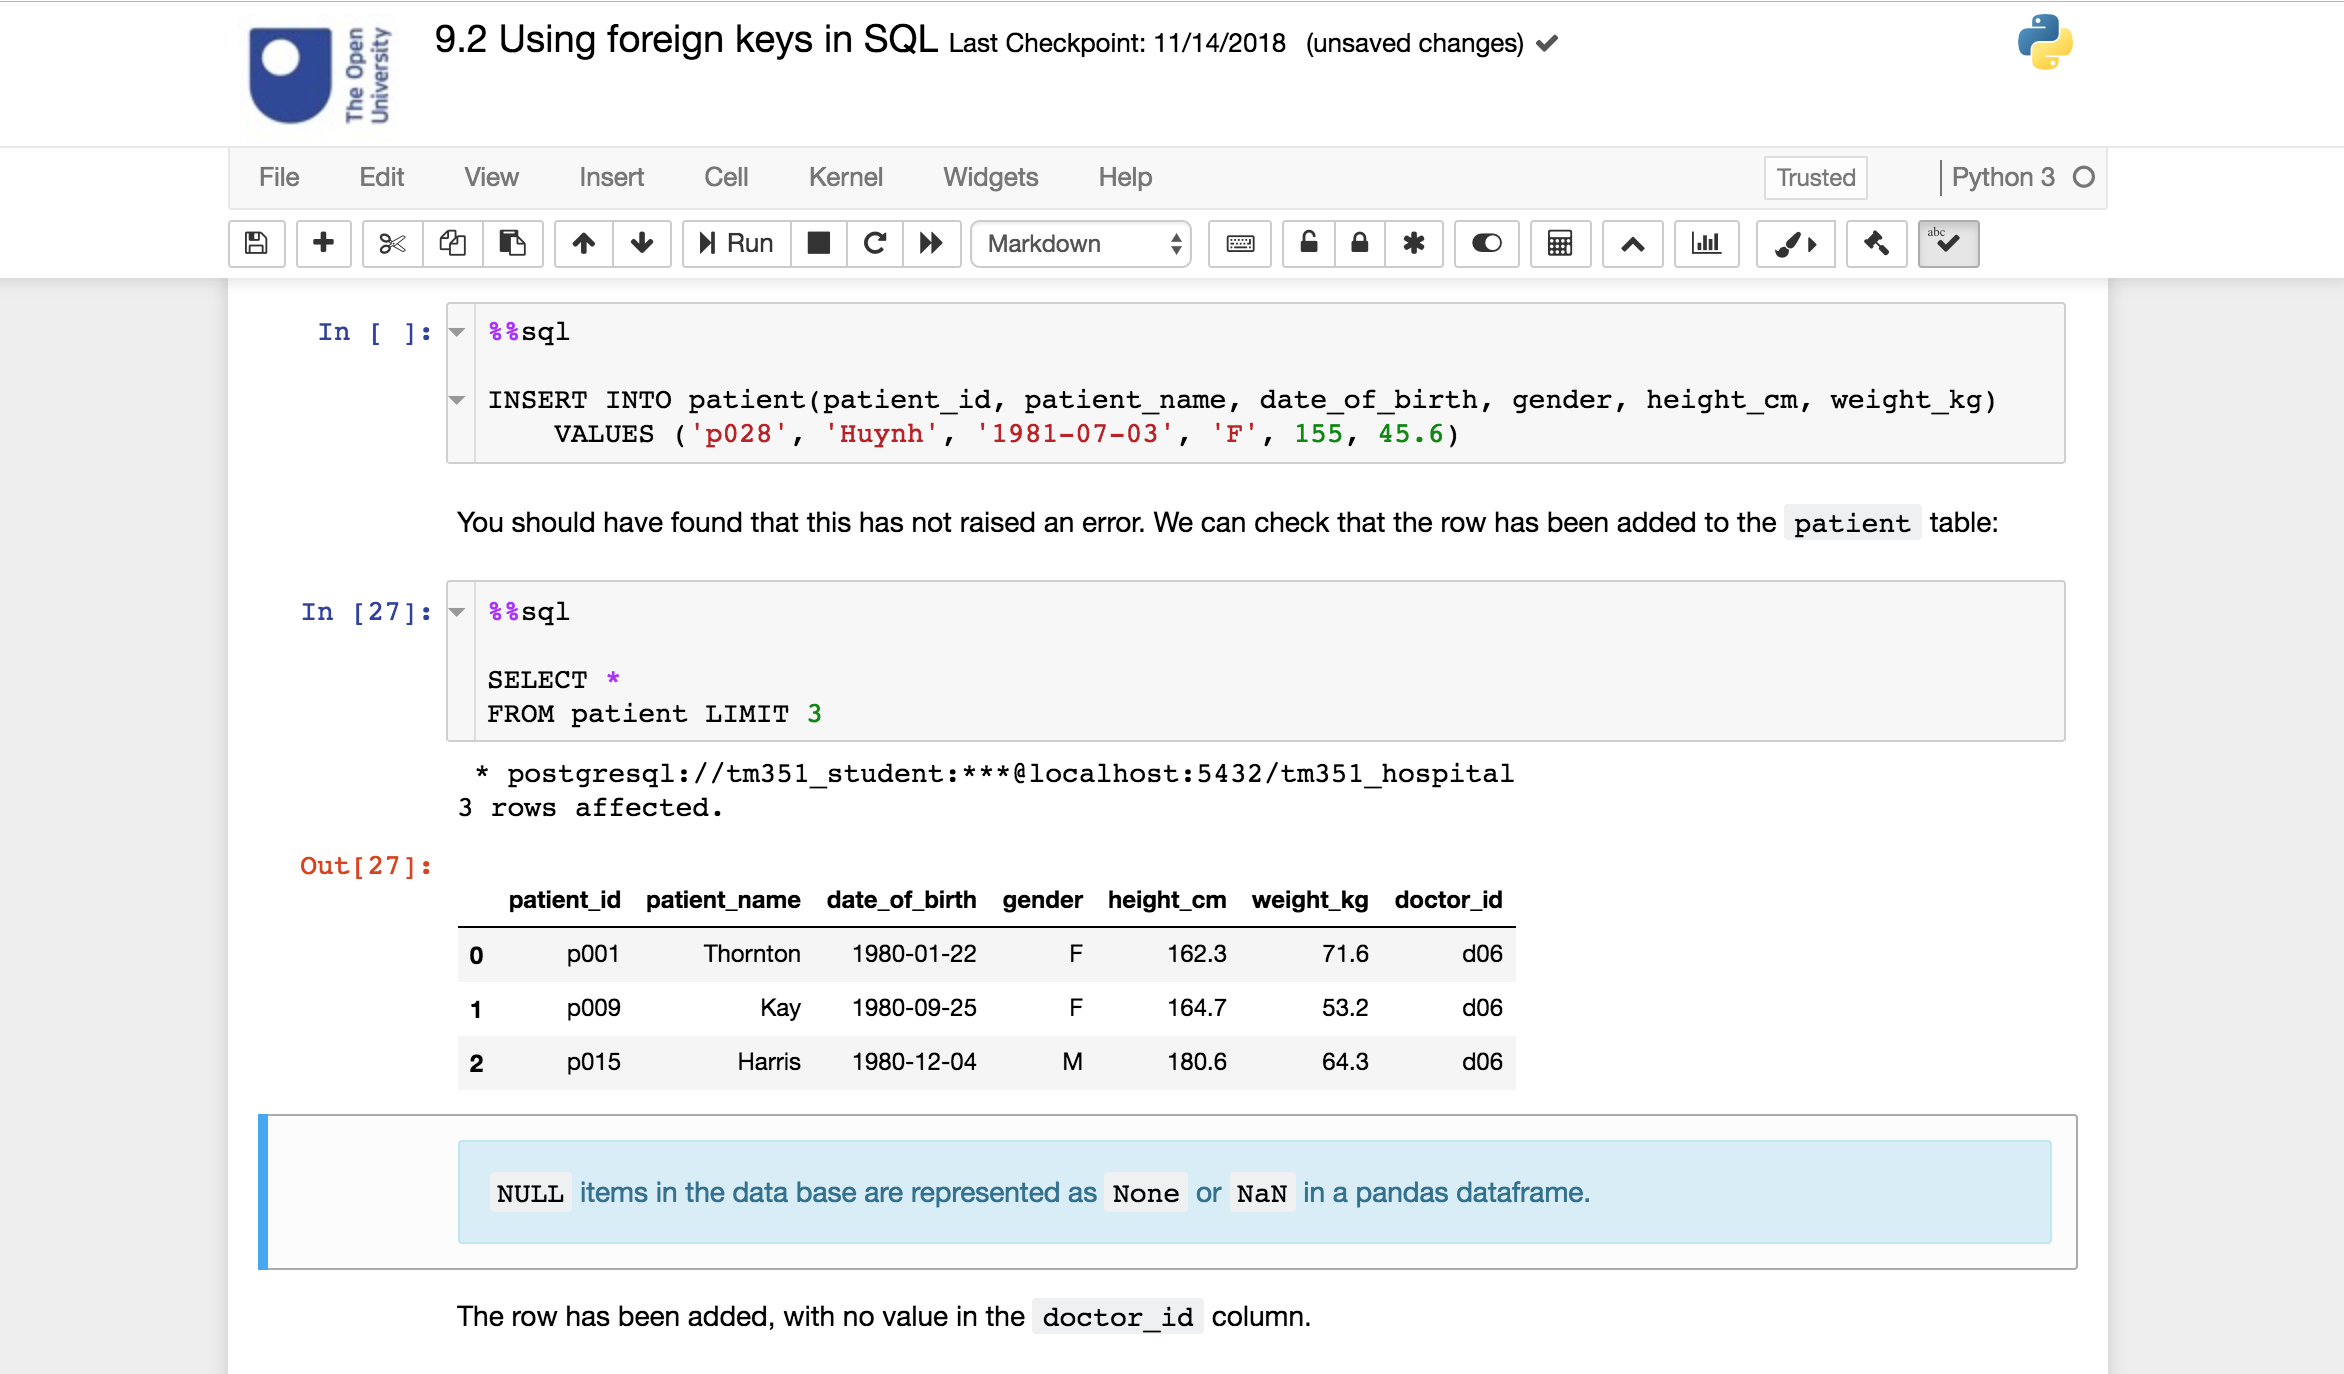 The Open
University
9.2 Using foreign keys in SQL Last Checkpoint: 11/14/2018 (unsaved changes)
File Edit View Insert Cell Kernel Widgets Help Trusted Python 3
Run Markdown abc
In [ ]: %%sql
INSERT INTO patient(patient_id, patient_name, date_of_birth, gender, height_cm, weight_kg)
VALUES ('p028', 'Huynh', '1981-07-03', 'F', 155, 45.6)
You should have found that this has not raised an error. We can check that the row has been added to the patient table:
In [27]: %%sql
SELECT *
FROM patient LIMIT 3
* postgresql://tm351_student:***@localhost:5432/tm351_hospital
3 rows affected.
Out[27]:
patient_id patient_name date_of_birth gender height_cm weight_kg doctor_id
0 p001 Thornton 1980-01-22 F 162.3 71.6 d06
1 p009 Kay 1980-09-25 F 164.7 53.2 d06
2 p015 Harris 1980-12-04 M 180.6 64.3 d06
NULL items in the data base are represented as None or NaN in a pandas dataframe.
The row has been added, with no value in the doctor_id column.